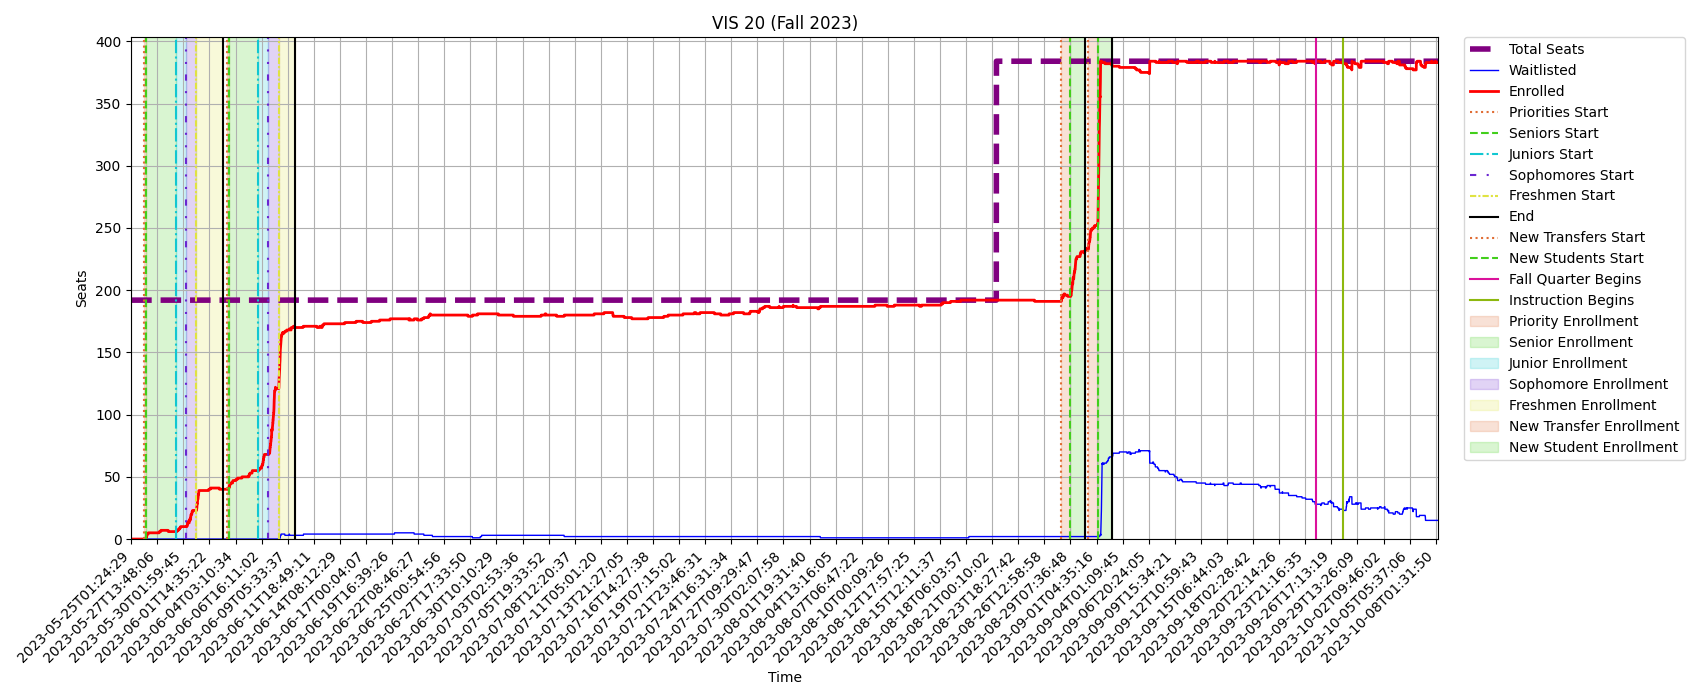 VIS 20 (Fall 2023)
Seats
400
350
300
250
200
150
100
50
0
2023-05-25T01:24:29
2023-05-27T13:48:06
2023-05-30T01:59:45
2023-06-01T14:35:22
2023-06-04T03:10:34
2023-06-06T16:11:02
2023-06-09T05:33:37
2023-06-11T18:49:11
2023-06-14T08:12:29
2023-06-17T00:04:07
2023-06-19T16:39:26
2023-06-22T08:46:27
2023-06-25T00:54:56
2023-06-27T17:33:50
2023-06-30T10:10:29
2023-07-03T02:53:36
2023-07-05T19:33:52
2023-07-08T12:20:37
2023-07-11T05:01:20
2023-07-13T21:27:05
2023-07-16T14:27:38
2023-07-19T07:15:02
2023-07-21T23:46:31
2023-07-24T16:31:34
2023-07-27T09:29:47
2023-07-30T02:07:58
2023-08-01T19:31:40
2023-08-04T13:16:05
2023-08-07T06:47:22
2023-08-10T00:09:26
2023-08-12T17:57:25
2023-08-15T12:11:37
2023-08-18T06:03:57
2023-08-21T00:10:02
2023-08-23T18:27:42
2023-08-26T12:58:58
2023-08-29T07:36:48
2023-09-01T04:35:16
2023-09-04T01:09:45
2023-09-06T20:24:05
2023-09-09T15:34:21
2023-09-12T10:59:43
2023-09-15T06:44:03
2023-09-18T02:28:42
2023-09-20T22:14:26
2023-09-23T21:16:35
2023-09-26T17:13:19
2023-09-29T13:26:09
2023-10-02T09:46:02
2023-10-05T05:37:06
2023-10-08T01:31:50
Time
Total Seats
Waitlisted
Enrolled
Priorities Start
Seniors Start
Juniors Start
Sophomores Start
Freshmen Start
End
New Transfers Start
New Students Start
Fall Quarter Begins
Instruction Begins
Priority Enrollment
Senior Enrollment
Junior Enrollment
Sophomore Enrollment
Freshmen Enrollment
New Transfer Enrollment
New Student Enrollment